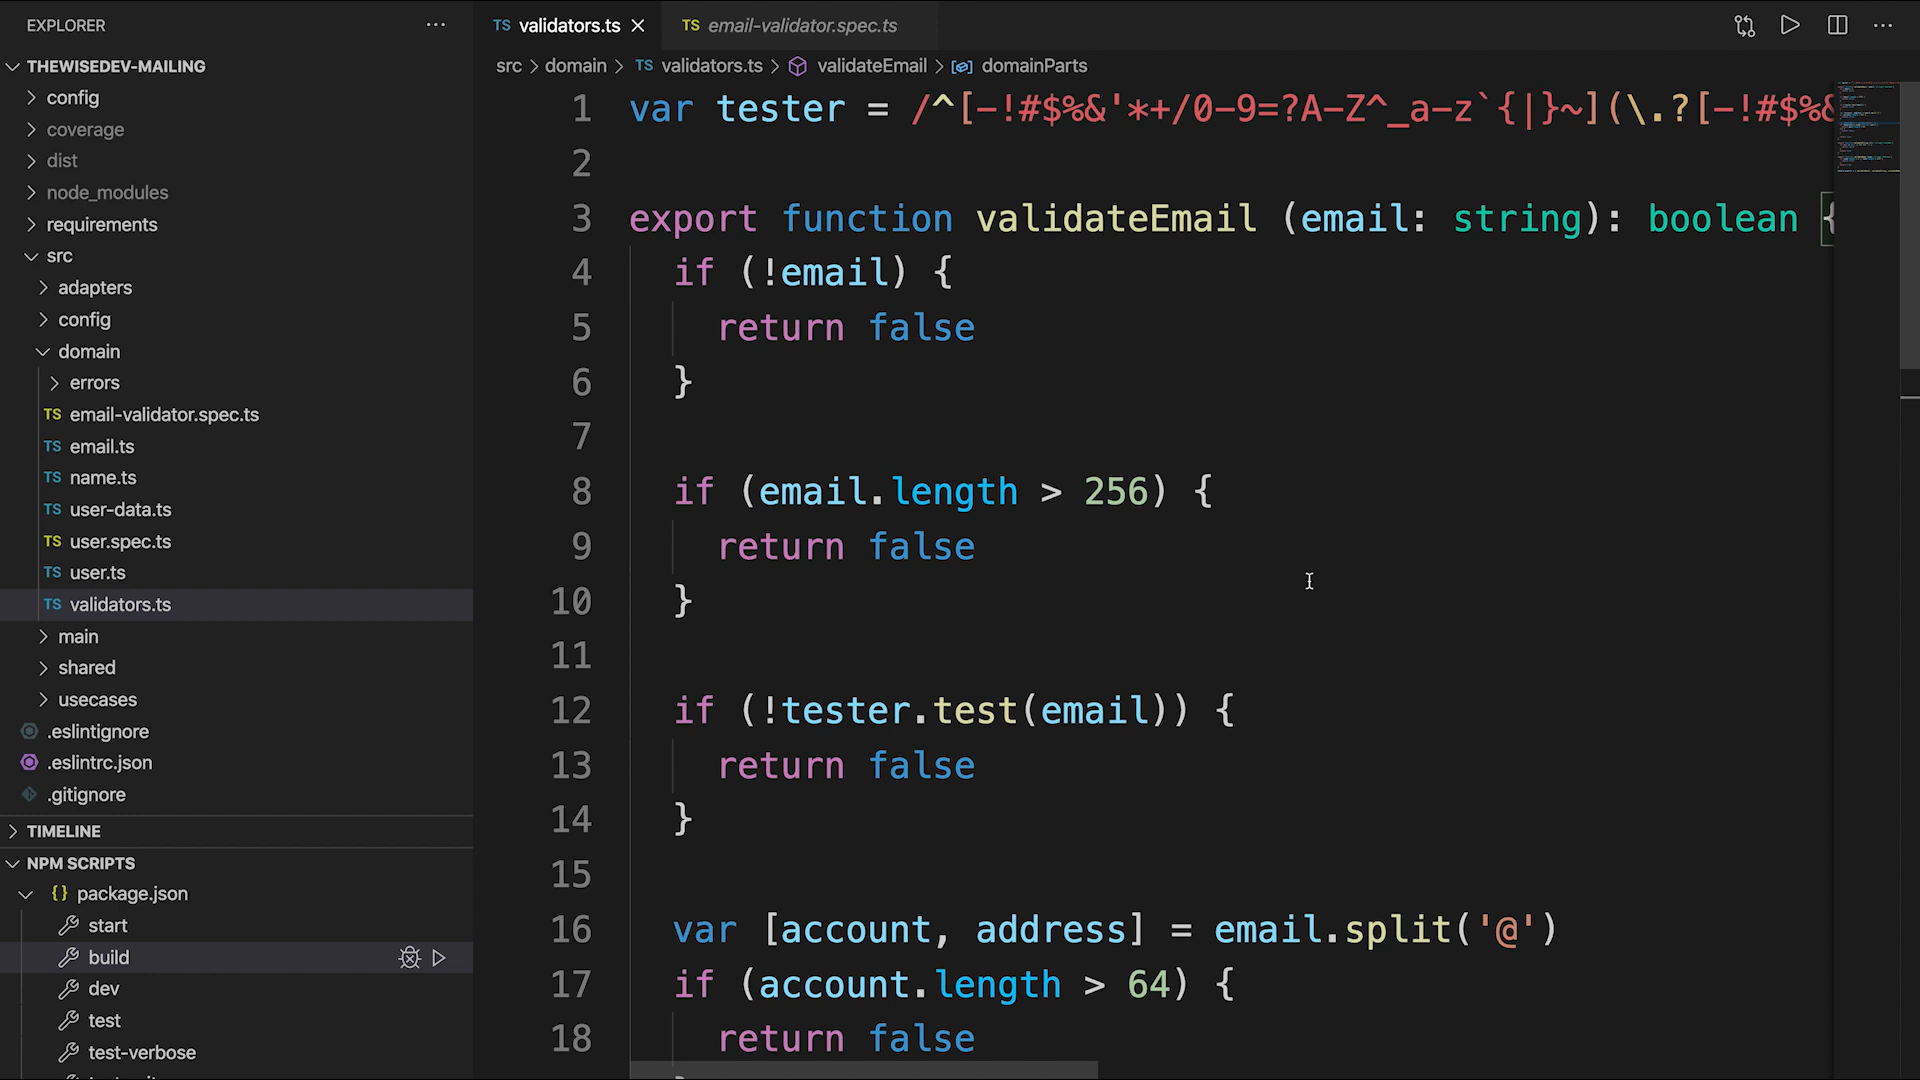 EXPLORER
THEWISEDEV-MAILING
config
coverage
dist
node_modules
requirements
src
adapters
config
domain
errors
TS email-validator.spec.ts
TS email.ts
TS name.ts
TS user-data.ts
TS user.spec.ts
TS user.ts
TS validators.ts
main
shared
usecases
.eslintignore
.eslintrc.json
.gitignore
TIMELINE
NPM SCRIPTS
{} package.json
start
build
dev
test
test-verbose
TS validators.ts
TS email-validator.spec.ts
src > domain > TS validators.ts > validateEmail > domainParts
1 var tester = /^[-!#$%&'*+/0-9=?A-Z^_a-z`{|}~](\.?[-!#$%&
2
3 export function validateEmail (email: string): boolean {
4 if (!email) {
5 return false
6 }
7
8 if (email.length > 256) {
9 return false
10 }
11
12 if (!tester.test(email)) {
13 return false
14 }
15
16 var [account, address] = email.split('@')
17 if (account.length > 64) {
18 return false